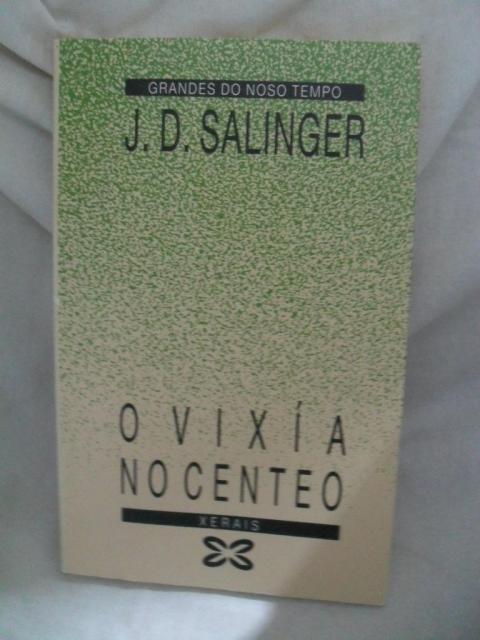 GRANDES DO NOSO TEMPO
J. D. SALINGER
O VIXÍA
NO CENTEO
XERAIS